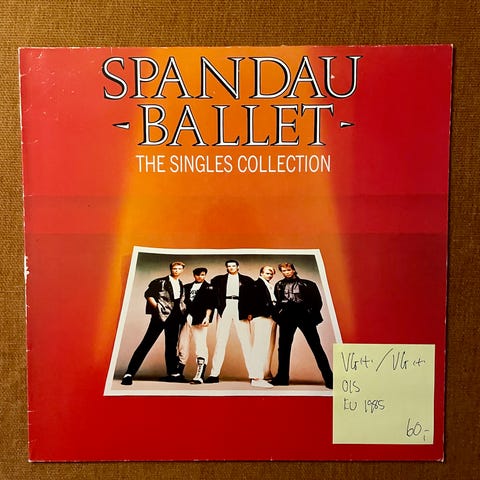 SPANDAU
- BALLET -
THE SINGLES COLLECTION
VG+ / VG+
OIS
EU 1985
60,-